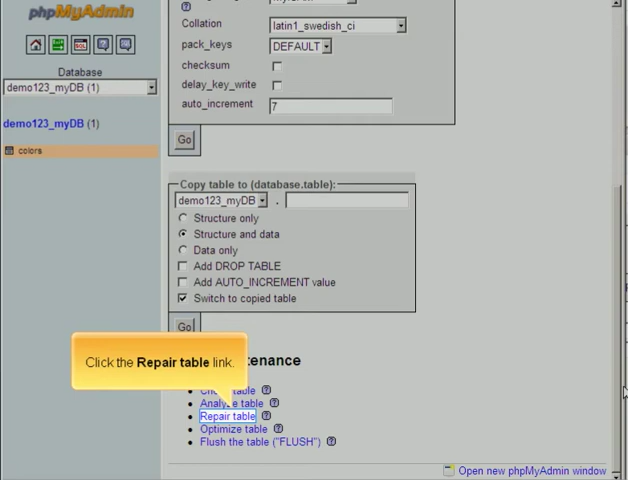 phpMyAdmin
Database
demo123_myDB (1)
demo123_myDB (1)
colors
Collation
latin1_swedish_ci
pack_keys
DEFAULT
checksum
delay_key_write
auto_increment
7
Go
Copy table to (database.table):
demo123_myDB .
Structure only
Structure and data
Data only
Add DROP TABLE
Add AUTO_INCREMENT value
Switch to copied table
Go
Click the Repair table link.
tenance
table
Analyze table
Repair table
Optimize table
Flush the table ("FLUSH")
Open new phpMyAdmin window